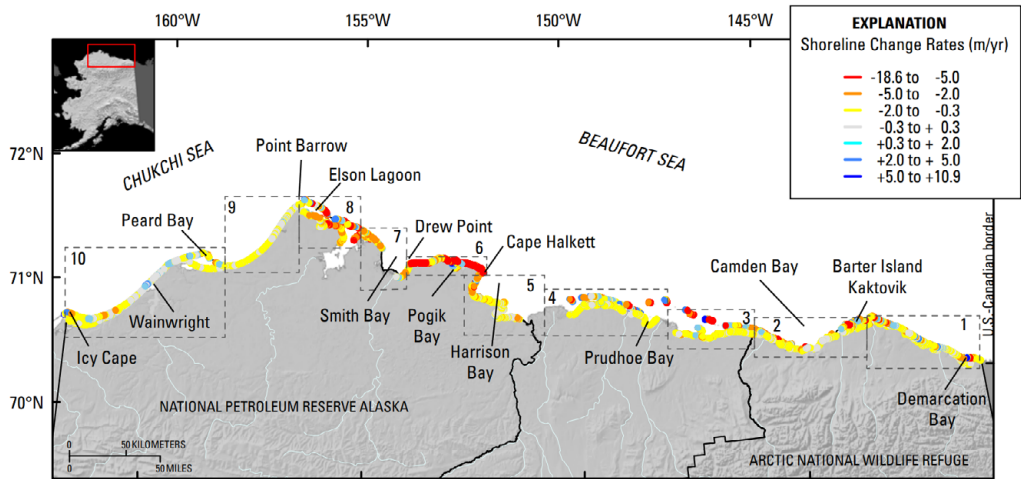 160°W
155°W
150°W
145°W
EXPLANATION
Shoreline Change Rates (m/yr)
-18.6 to -5.0
-5.0 to -2.0
-2.0 to -0.3
-0.3 to + 0.3
+0.3 to + 2.0
+2.0 to + 5.0
+5.0 to +10.9
72°N
71°N
70°N
CHUKCHI SEA
BEAUFORT SEA
Point Barrow
Elson Lagoon
Peard Bay
9
8
7
Drew Point
6
Cape Halkett
10
5
4
Camden Bay
Barter Island
Kaktovik
U.S.-Canadian border
Wainwright
Smith Bay
Pogik
Bay
3
2
1
Icy Cape
Harrison
Bay
Prudhoe Bay
Demarcation
Bay
NATIONAL PETROLEUM RESERVE ALASKA
ARCTIC NATIONAL WILDLIFE REFUGE
0 50 KILOMETERS
0 50 MILES